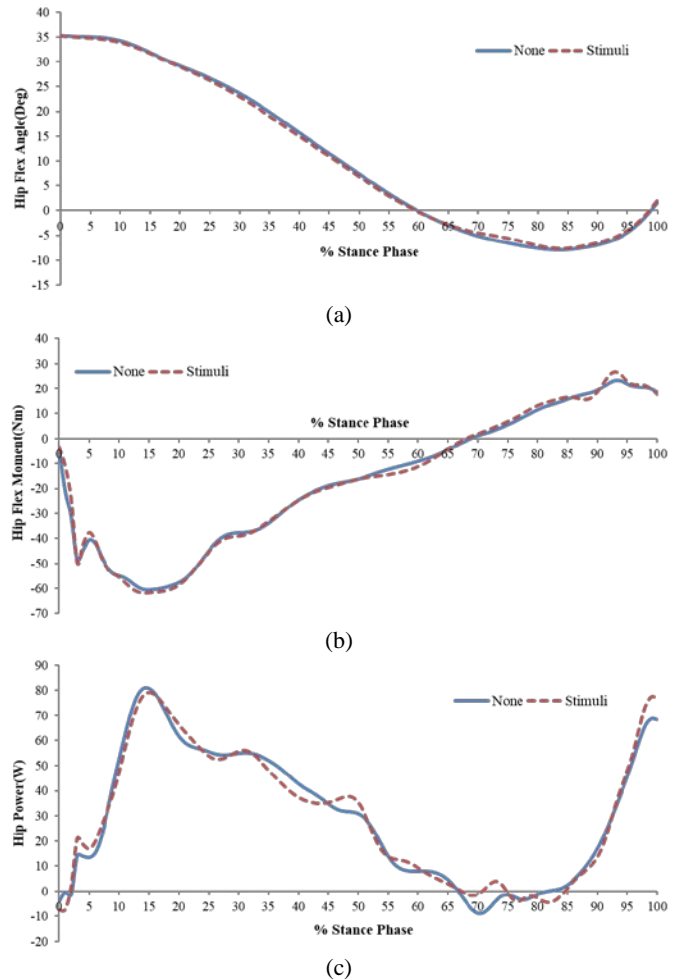 40
35
30
25
20
15
10
5
0
-5
-10
-15
Hip Flex Angle(Deg)
None Stimuli
0 5 10 15 20 25 30 35 40 45 50 55 60 65 70 75 80 85 90 95 100
% Stance Phase
(a)
40
30
20
10
0
-10
-20
-30
-40
-50
-60
-70
Hip Flex Moment(Nm)
None Stimuli
% Stance Phase
0 5 10 15 20 25 30 35 40 45 50 55 60 65 70 75 80 85 90 95 100
(b)
90
80
70
60
50
40
30
20
10
0
-10
-20
Hip Power(W)
None Stimuli
0 5 10 15 20 25 30 35 40 45 50 55 60 65 70 75 80 85 90 95 100
% Stance Phase
(c)